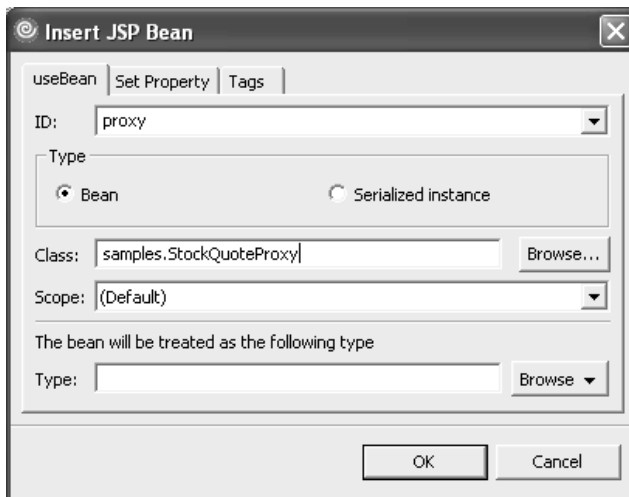 Insert JSP Bean
useBean Set Property Tags
ID: proxy
Type
Bean Serialized instance
Class: samples.StockQuoteProxy Browse...
Scope: (Default)
The bean will be treated as the following type
Type: Browse
OK Cancel